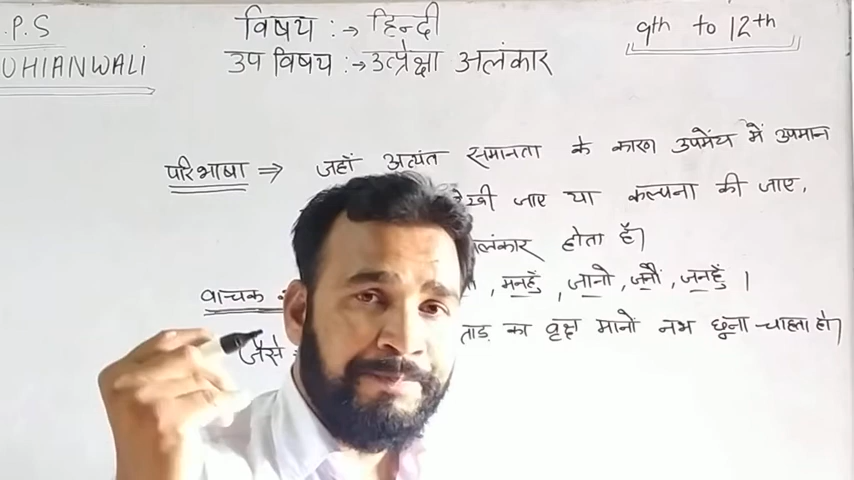 .P.S
विषय :→ हिन्दी
9th to 12th
UHIANWALI
उप विषय :→ उत्प्रेक्षा अलंकार
परिभाषा ⇒ जहाँ अत्यंत समानता के कारण उपमेय में उपमान
देखी जाए या कल्पना की जाए,
अलंकार होता है।
वाचक :, मनहुँ, जानो, जनौ, जनहुँ ।
जैसे ताड़ का वृक्ष मानों नभ छूना चाहता हो।